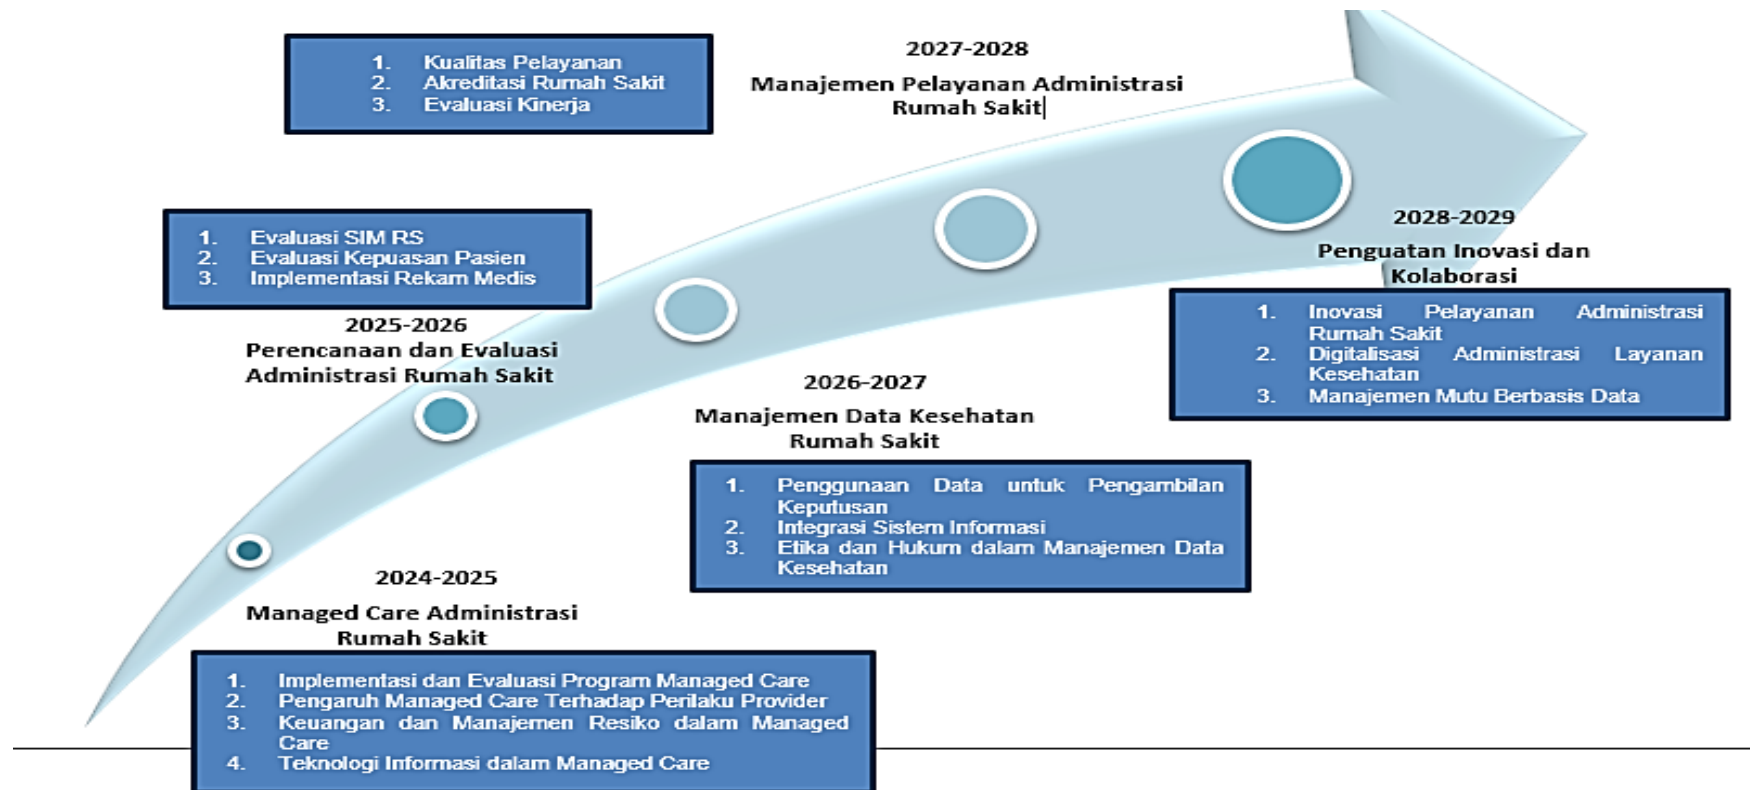 1. Kualitas Pelayanan
2. Akreditasi Rumah Sakit
3. Evaluasi Kinerja
2027-2028
Manajemen Pelayanan Administrasi
Rumah Sakit
1. Evaluasi SIM RS
2. Evaluasi Kepuasan Pasien
3. Implementasi Rekam Medis
2025-2026
Perencanaan dan Evaluasi
Administrasi Rumah Sakit
2028-2029
Penguatan Inovasi dan
Kolaborasi
1. Inovasi Pelayanan Administrasi
Rumah Sakit
2. Digitalisasi Administrasi Layanan
Kesehatan
3. Manajemen Mutu Berbasis Data
2026-2027
Manajemen Data Kesehatan
Rumah Sakit
1. Penggunaan Data untuk Pengambilan
Keputusan
2. Integrasi Sistem Informasi
3. Etika dan Hukum dalam Manajemen Data
Kesehatan
2024-2025
Managed Care Administrasi
Rumah Sakit
1. Implementasi dan Evaluasi Program Managed Care
2. Pengaruh Managed Care Terhadap Perilaku Provider
3. Keuangan dan Manajemen Resiko dalam Managed
Care
4. Teknologi Informasi dalam Managed Care